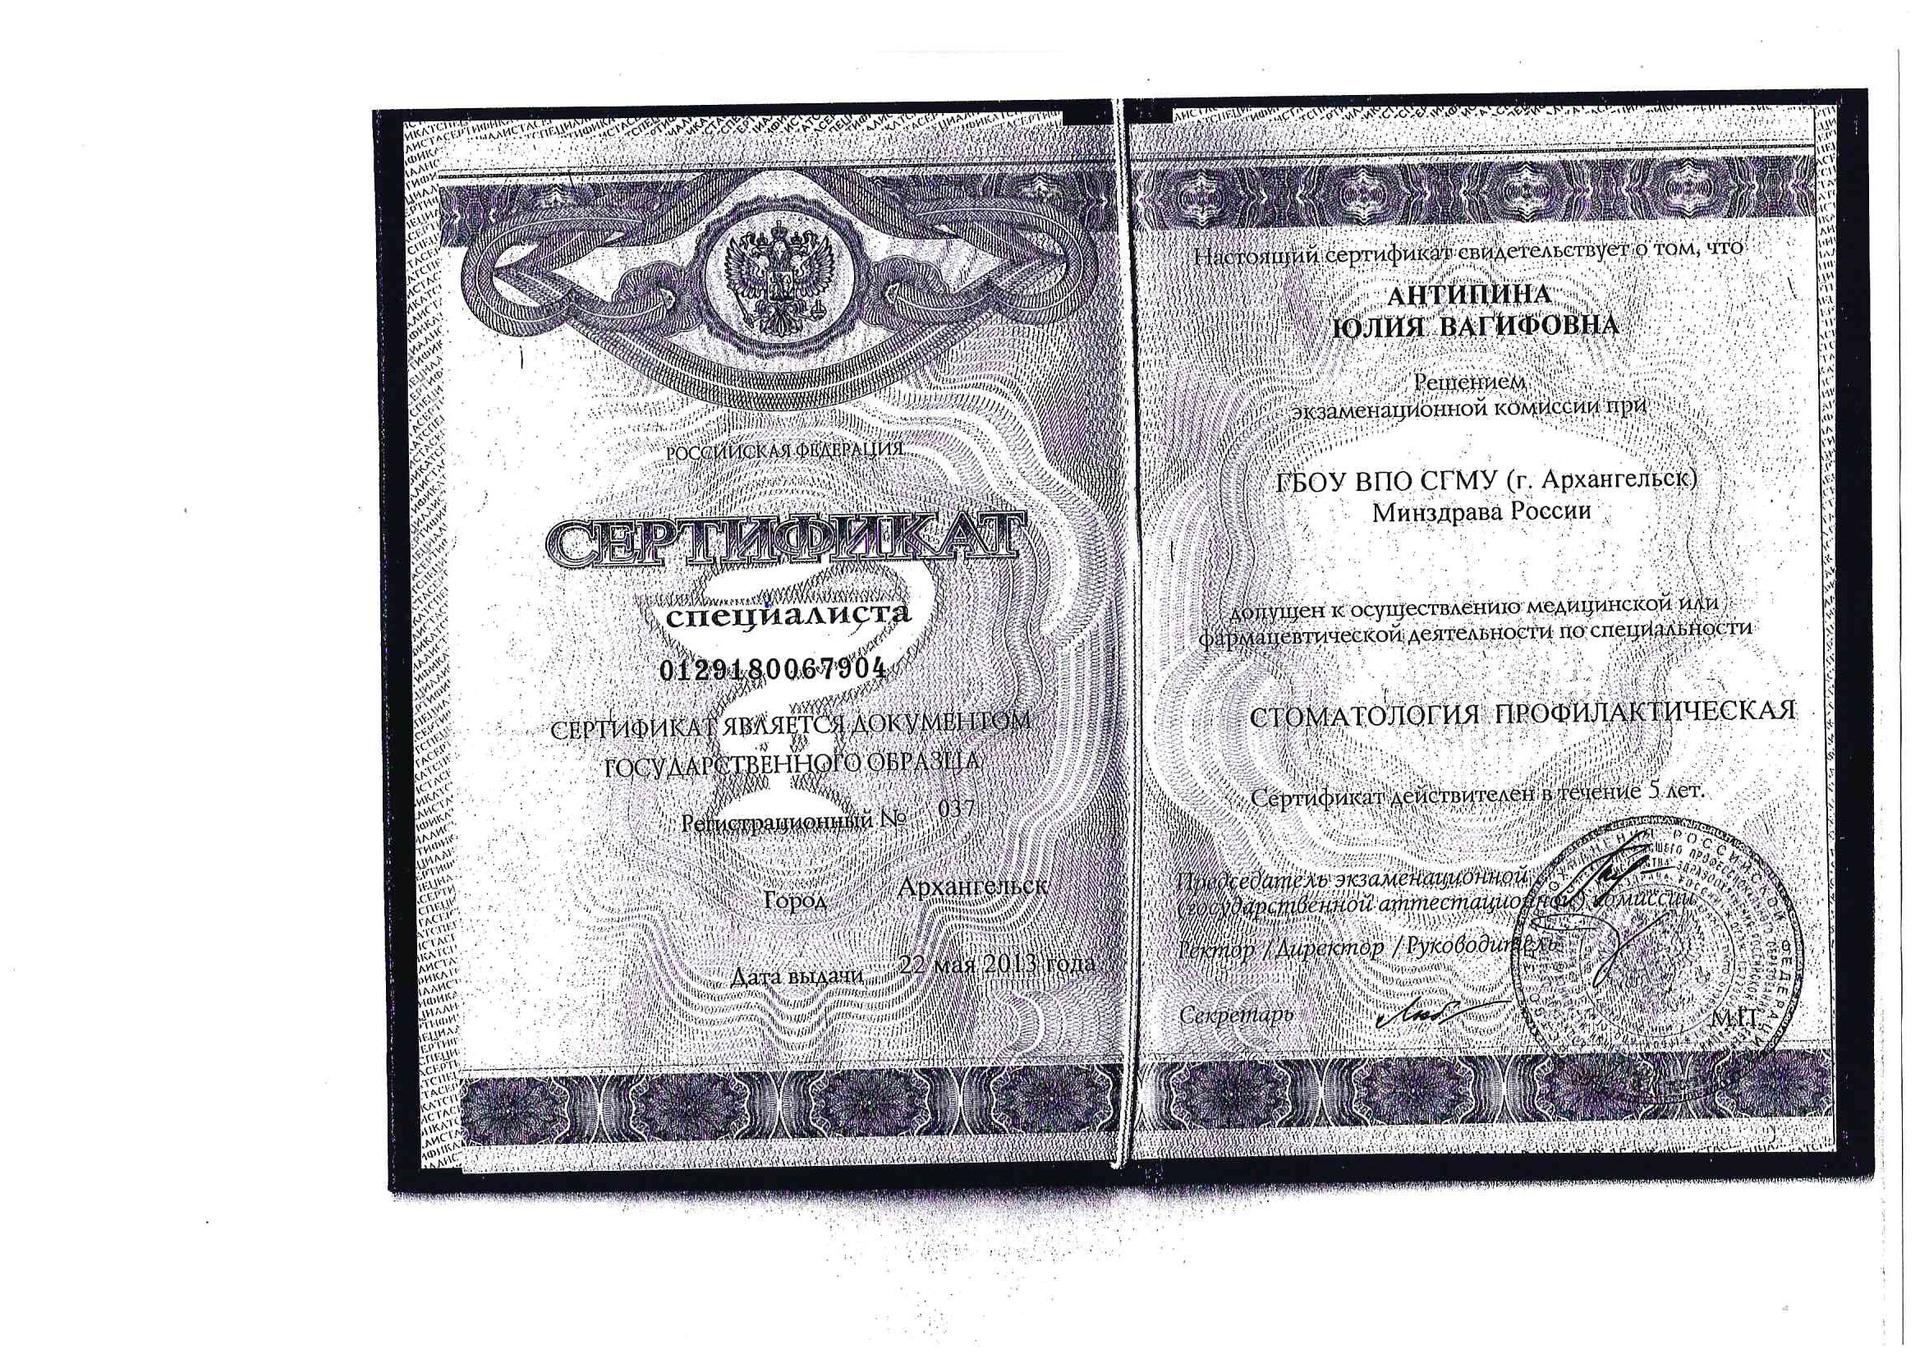 РОССИЙСКАЯ ФЕДЕРАЦИЯ
СЕРТИФИКАТ
специалиста
0129180067904
СЕРТИФИКАТ ЯВЛЯЕТСЯ ДОКУМЕНТОМ
ГОСУДАРСТВЕННОГО ОБРАЗЦА
Регистрационный № 037
Город Архангельск
Дата выдачи 22 мая 2013 года
Настоящий сертификат свидетельствует о том, что
АНТИПИНА
ЮЛИЯ ВАГИФОВНА
Решением
экзаменационной комиссии при
ГБОУ ВПО СГМУ (г. Архангельск)
Минздрава России
допущен к осуществлению медицинской или
фармацевтической деятельности по специальности
СТОМАТОЛОГИЯ ПРОФИЛАКТИЧЕСКАЯ
Сертификат действителен в течение 5 лет.
Председатель экзаменационной
(государственной аттестационной) комиссии
Ректор /Директор /Руководитель
Секретарь
М.П.